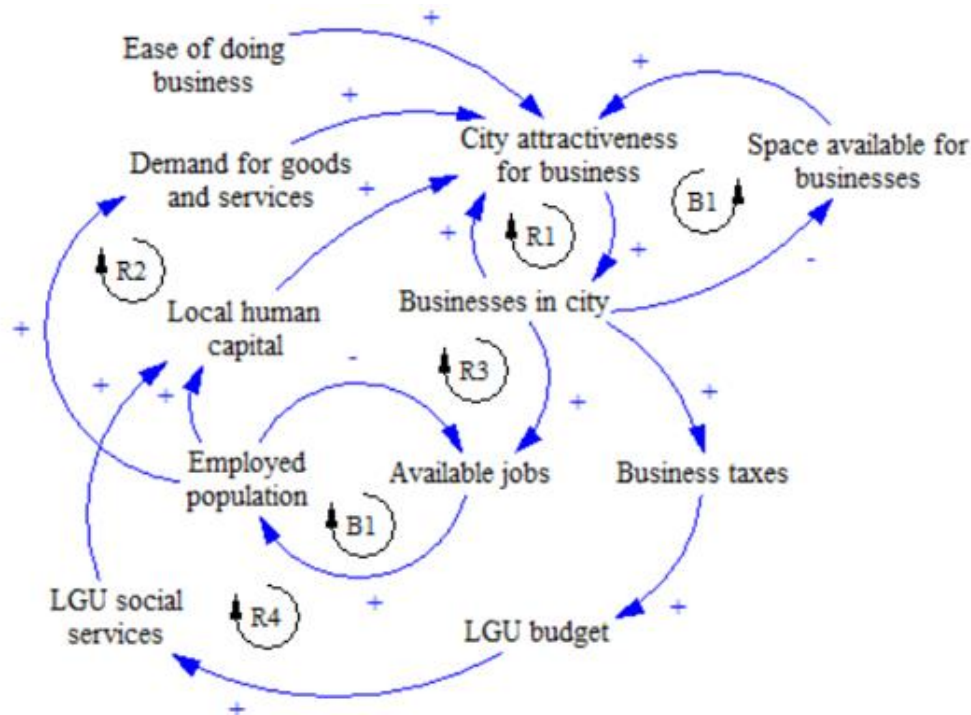 +
Ease of doing
business
+
+
Demand for goods
and services
City attractiveness
for business
Space available for
businesses
+
B1
R1
+
+
R2
-
Local human
capital
Businesses in city
+
R3
-
+
+
+
+
Employed
population
Available jobs
Business taxes
B1
LGU social
services
R4
+
+
LGU budget
+